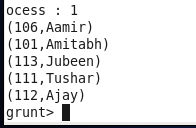 ocess : 1
(106,Aamir)
(101,Amitabh)
(113,Jubeen)
(111,Tushar)
(112,Ajay)
grunt>